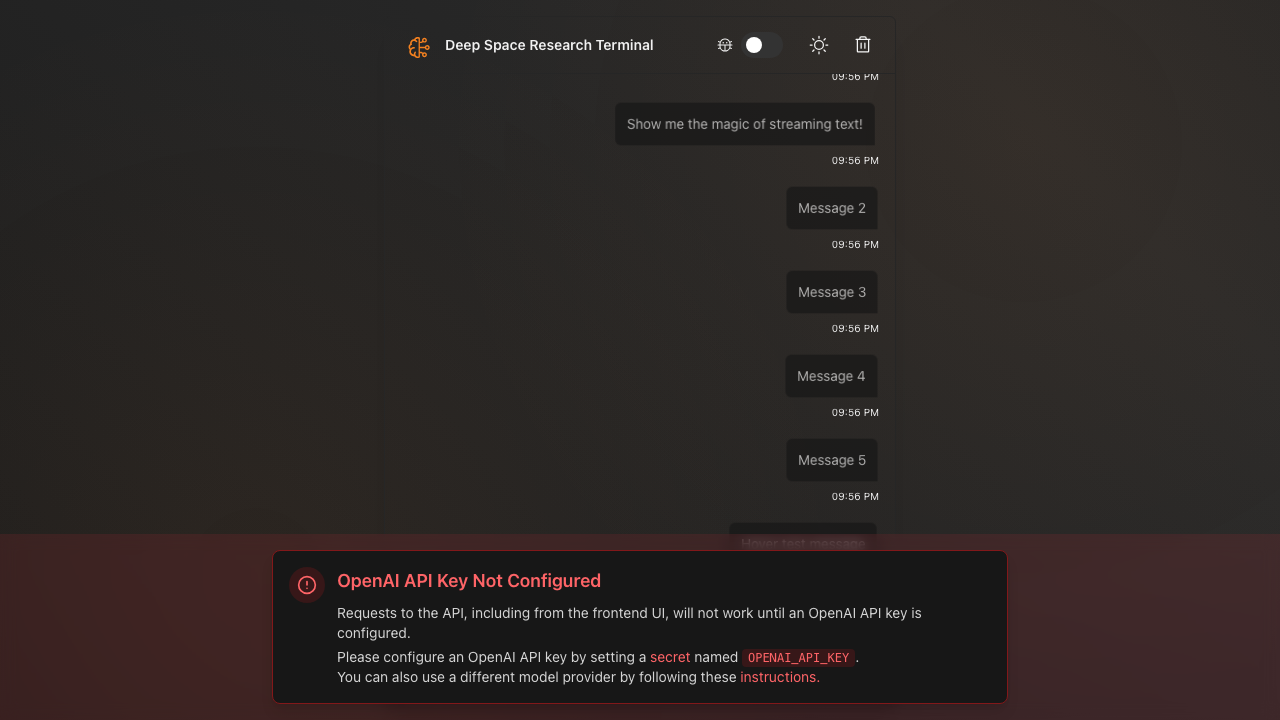 Deep Space Research Terminal
09:56 PM
Show me the magic of streaming text!
09:56 PM
Message 2
09:56 PM
Message 3
09:56 PM
Message 4
09:56 PM
Message 5
09:56 PM
Hover test message
OpenAI API Key Not Configured
Requests to the API, including from the frontend UI, will not work until an OpenAI API key is
configured.
Please configure an OpenAI API key by setting a secret named OPENAI_API_KEY.
You can also use a different model provider by following these instructions.